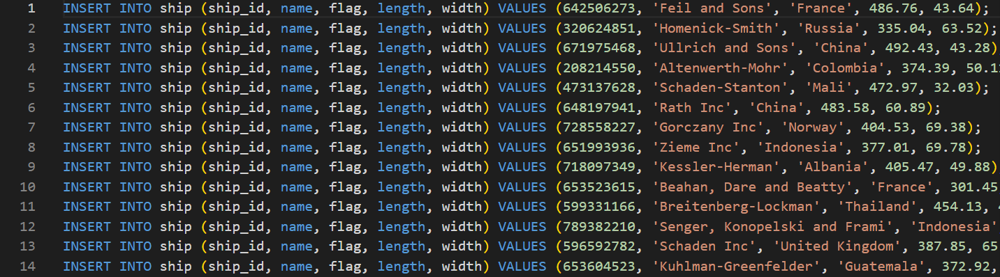 1 INSERT INTO ship (ship_id, name, flag, length, width) VALUES (642506273, 'Feil and Sons', 'France', 486.76, 43.64);
2 INSERT INTO ship (ship_id, name, flag, length, width) VALUES (320624851, 'Homenick-Smith', 'Russia', 335.04, 63.52);
3 INSERT INTO ship (ship_id, name, flag, length, width) VALUES (671975468, 'Ullrich and Sons', 'China', 492.43, 43.28)
4 INSERT INTO ship (ship_id, name, flag, length, width) VALUES (208214550, 'Altenwerth-Mohr', 'Colombia', 374.39, 50.1
5 INSERT INTO ship (ship_id, name, flag, length, width) VALUES (473137628, 'Schaden-Stanton', 'Mali', 472.97, 32.03);
6 INSERT INTO ship (ship_id, name, flag, length, width) VALUES (648197941, 'Rath Inc', 'China', 483.58, 60.89);
7 INSERT INTO ship (ship_id, name, flag, length, width) VALUES (728558227, 'Gorczany Inc', 'Norway', 404.53, 69.38);
8 INSERT INTO ship (ship_id, name, flag, length, width) VALUES (651993936, 'Zieme Inc', 'Indonesia', 377.01, 69.78);
9 INSERT INTO ship (ship_id, name, flag, length, width) VALUES (718097349, 'Kessler-Herman', 'Albania', 405.47, 49.88)
10 INSERT INTO ship (ship_id, name, flag, length, width) VALUES (653523615, 'Beahan, Dare and Beatty', 'France', 301.45
11 INSERT INTO ship (ship_id, name, flag, length, width) VALUES (599331166, 'Breitenberg-Lockman', 'Thailand', 454.13,
12 INSERT INTO ship (ship_id, name, flag, length, width) VALUES (789382210, 'Senger, Konopelski and Frami', 'Indonesia'
13 INSERT INTO ship (ship_id, name, flag, length, width) VALUES (596592782, 'Schaden Inc', 'United Kingdom', 387.85, 65
14 INSERT INTO ship (ship_id, name, flag, length, width) VALUES (653604523, 'Kuhlman-Greenfelder', 'Guatemala', 372.92,